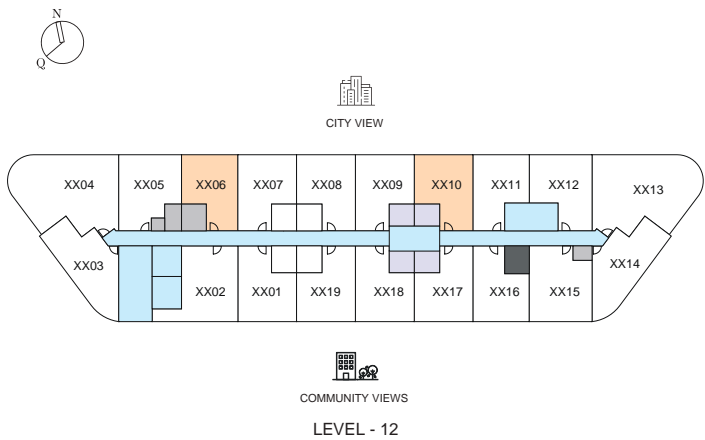 N
Q
CITY VIEW
XX04 XX05 XX06 XX07 XX08 XX09 XX10 XX11 XX12 XX13
XX03 XX14
XX02 XX01 XX19 XX18 XX17 XX16 XX15
COMMUNITY VIEWS
LEVEL - 12